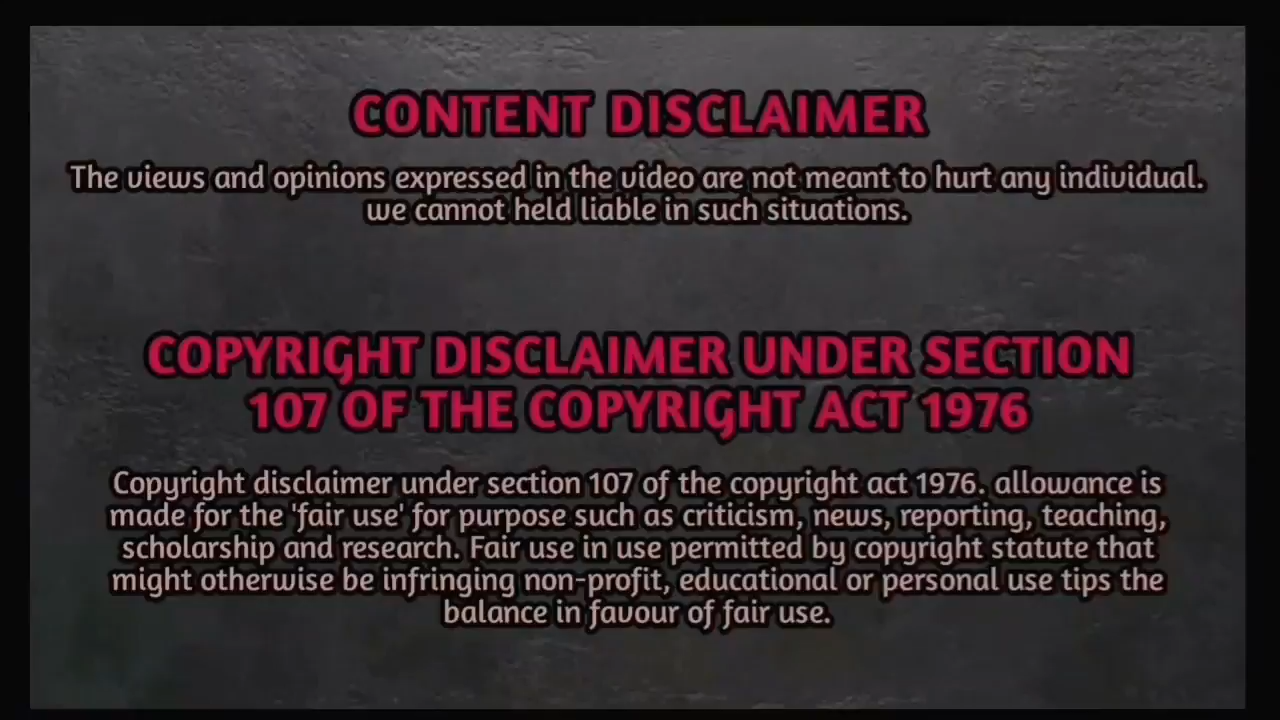 CONTENT DISCLAIMER
The views and opinions expressed in the video are not meant to hurt any individual.
we cannot held liable in such situations.
COPYRIGHT DISCLAIMER UNDER SECTION
107 OF THE COPYRIGHT ACT 1976
Copyright disclaimer under section 107 of the copyright act 1976. allowance is
made for the 'fair use' for purpose such as criticism, news, reporting, teaching,
scholarship and research. Fair use in use permitted by copyright statute that
might otherwise be infringing non-profit, educational or personal use tips the
balance in favour of fair use.